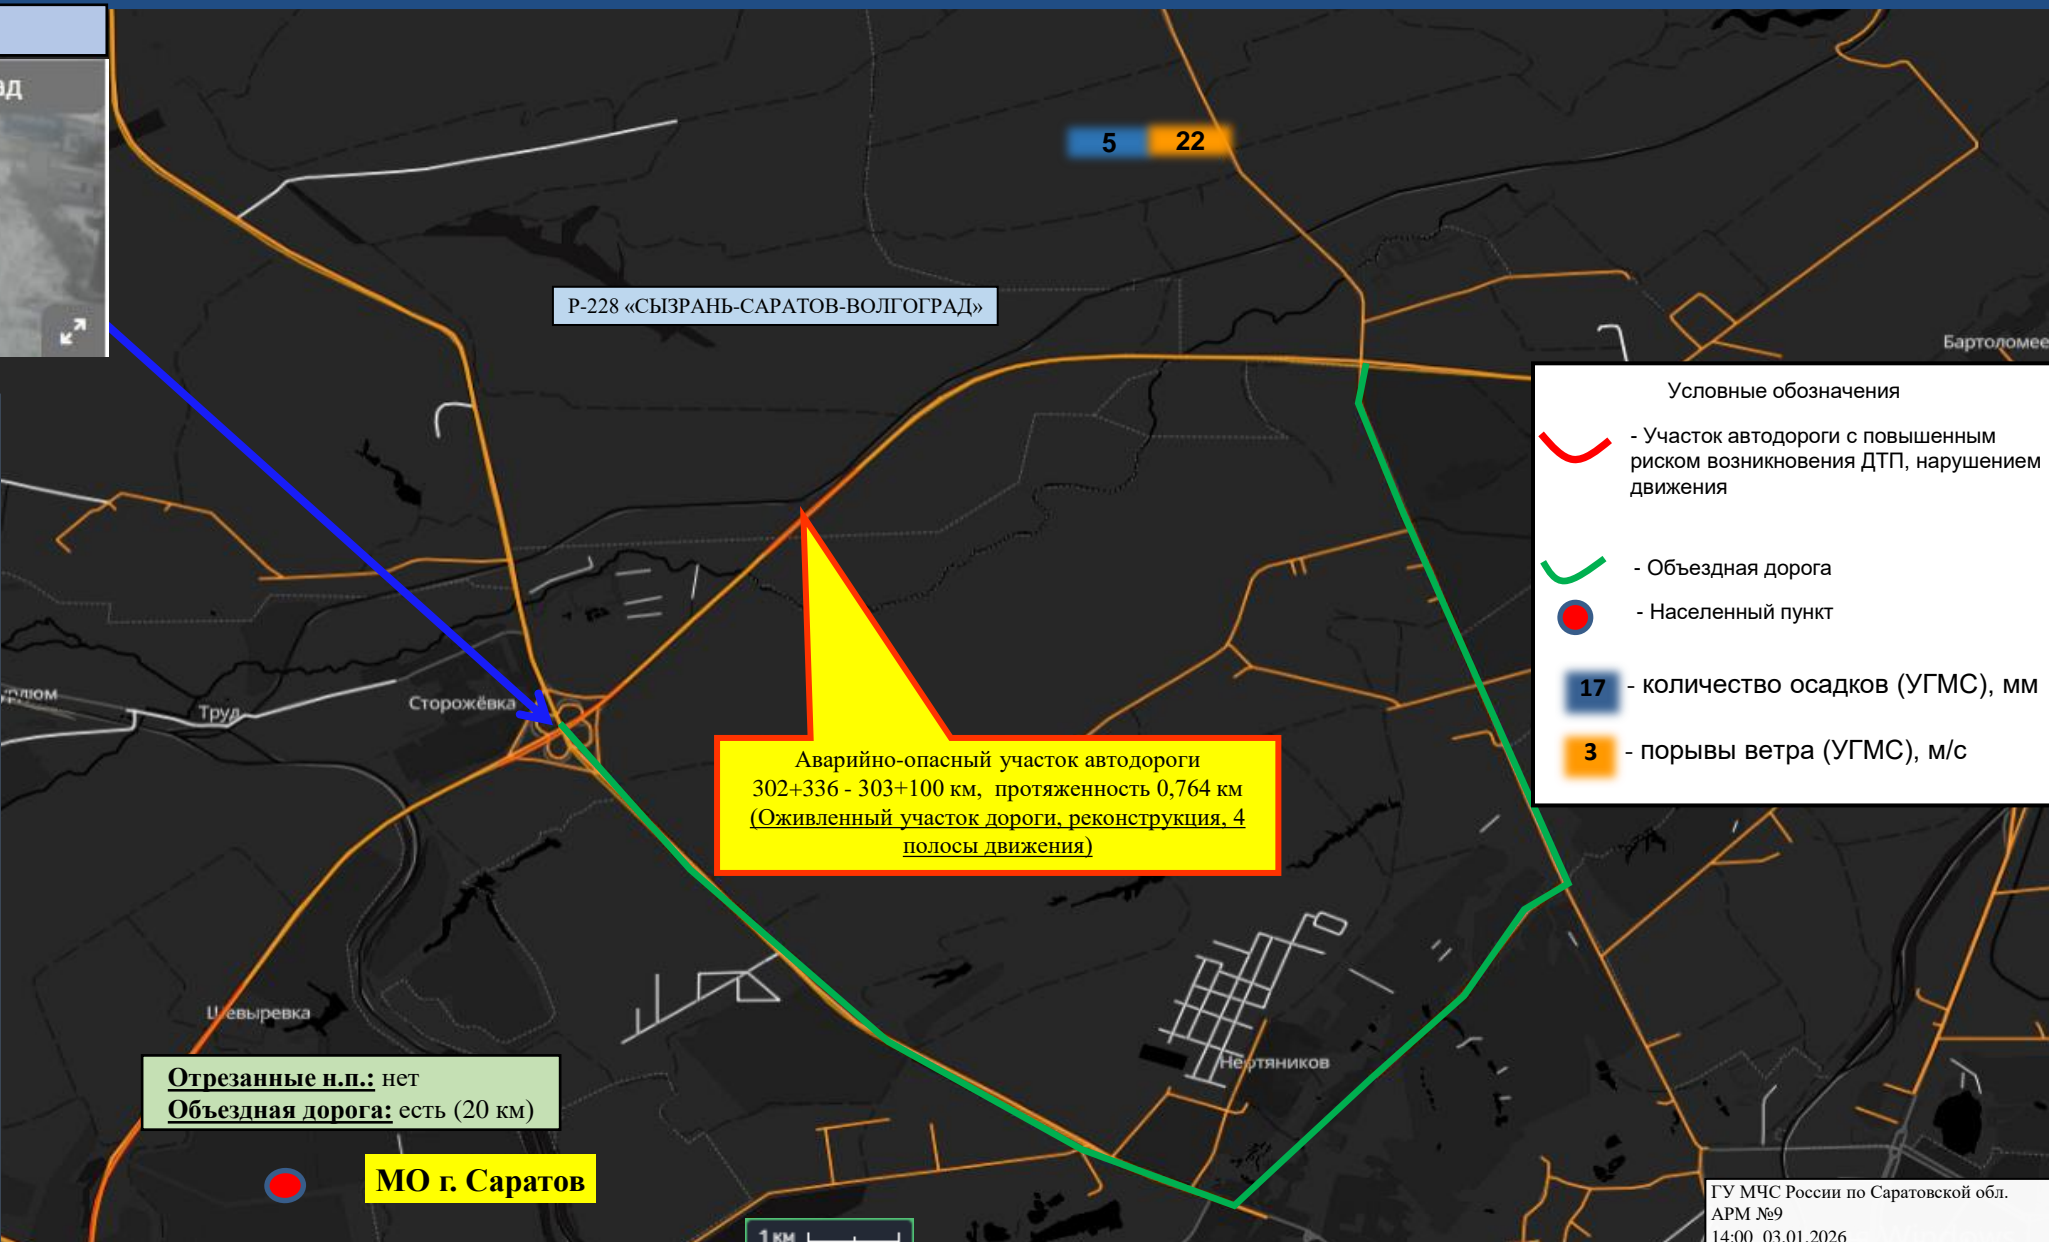 5 22
Р-228 «СЫЗРАНЬ-САРАТОВ-ВОЛГОГРАД»
Условные обозначения
- Участок автодороги с повышенным
риском возникновения ДТП, нарушением
движения
- Объездная дорога
- Населенный пункт
17 - количество осадков (УГМС), мм
3 - порывы ветра (УГМС), м/с
Труд
Сторожёвка
Аварийно-опасный участок автодороги
302+336 - 303+100 км, протяженность 0,764 км
(Оживленный участок дороги, реконструкция, 4
полосы движения)
Шевыревка
Отрезанные н.п.: нет
Объездная дорога: есть (20 км)
МО г. Саратов
1 км
ГУ МЧС России по Саратовской обл.
АРМ №9
14:00 03.01.2026